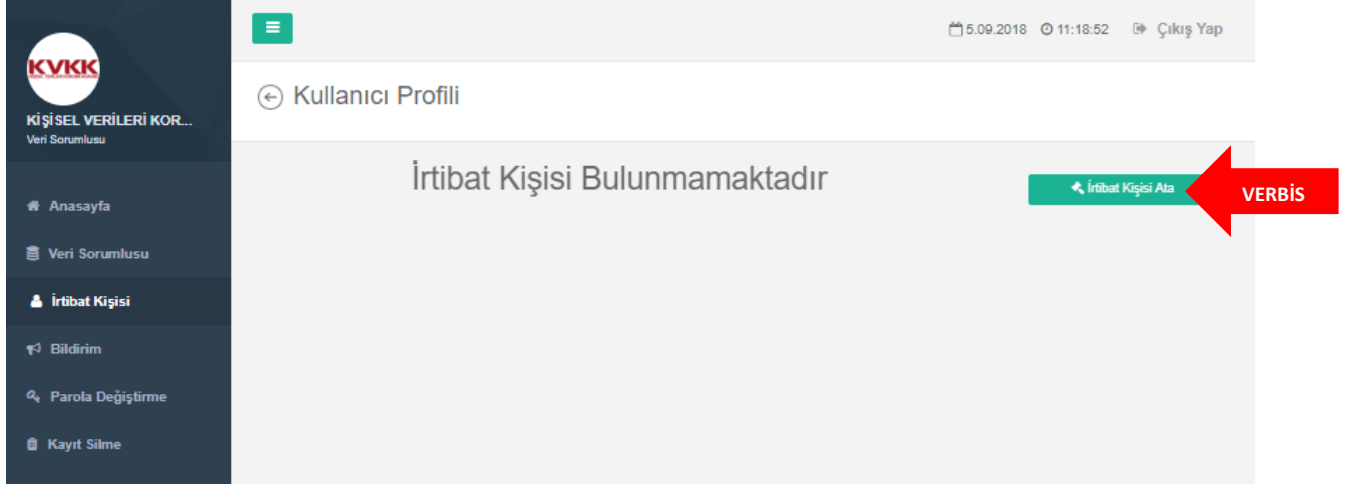 KVKK
KİŞİSEL VERİLERİ KOR...
Veri Sorumlusu
Anasayfa
Veri Sorumlusu
İrtibat Kişisi
Bildirim
Parola Değiştirme
Kayıt Silme
5.09.2018 11:18:52 Çıkış Yap
Kullanıcı Profili
İrtibat Kişisi Bulunmamaktadır
İrtibat Kişisi Ata
VERBİS